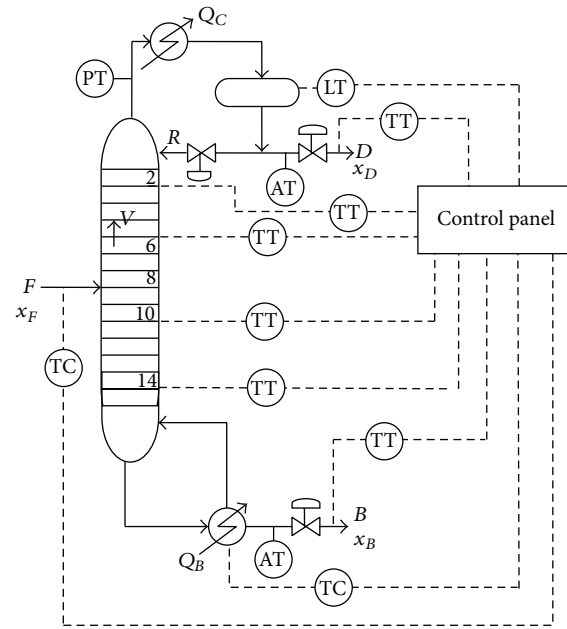 Q_C
PT
LT
TT
R
D
x_D
AT
2
TT
Control panel
V
6
TT
F
8
x_F
10
TT
TC
14
TT
TT
B
x_B
Q_B
AT
TC